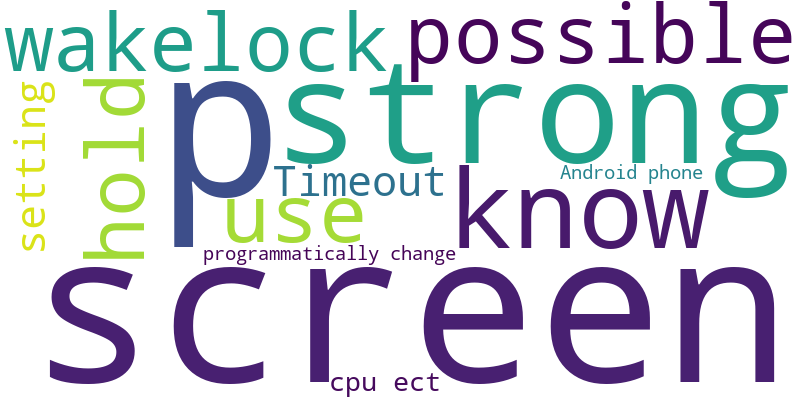 wakelock
possible
setting
hold
p
strong
Timeout
Android phone
use
know
programmatically change
screen
cpu ect